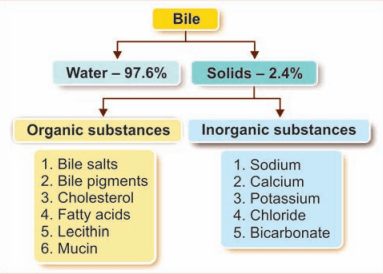 Bile
Water – 97.6%
Solids – 2.4%
Organic substances
Inorganic substances
1. Bile salts
2. Bile pigments
3. Cholesterol
4. Fatty acids
5. Lecithin
6. Mucin
1. Sodium
2. Calcium
3. Potassium
4. Chloride
5. Bicarbonate